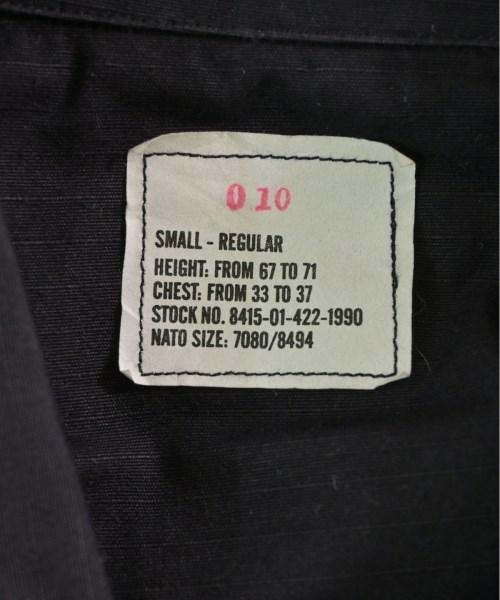 0 10
SMALL - REGULAR
HEIGHT: FROM 67 TO 71
CHEST: FROM 33 TO 37
STOCK NO. 8415-01-422-1990
NATO SIZE: 7080/8494